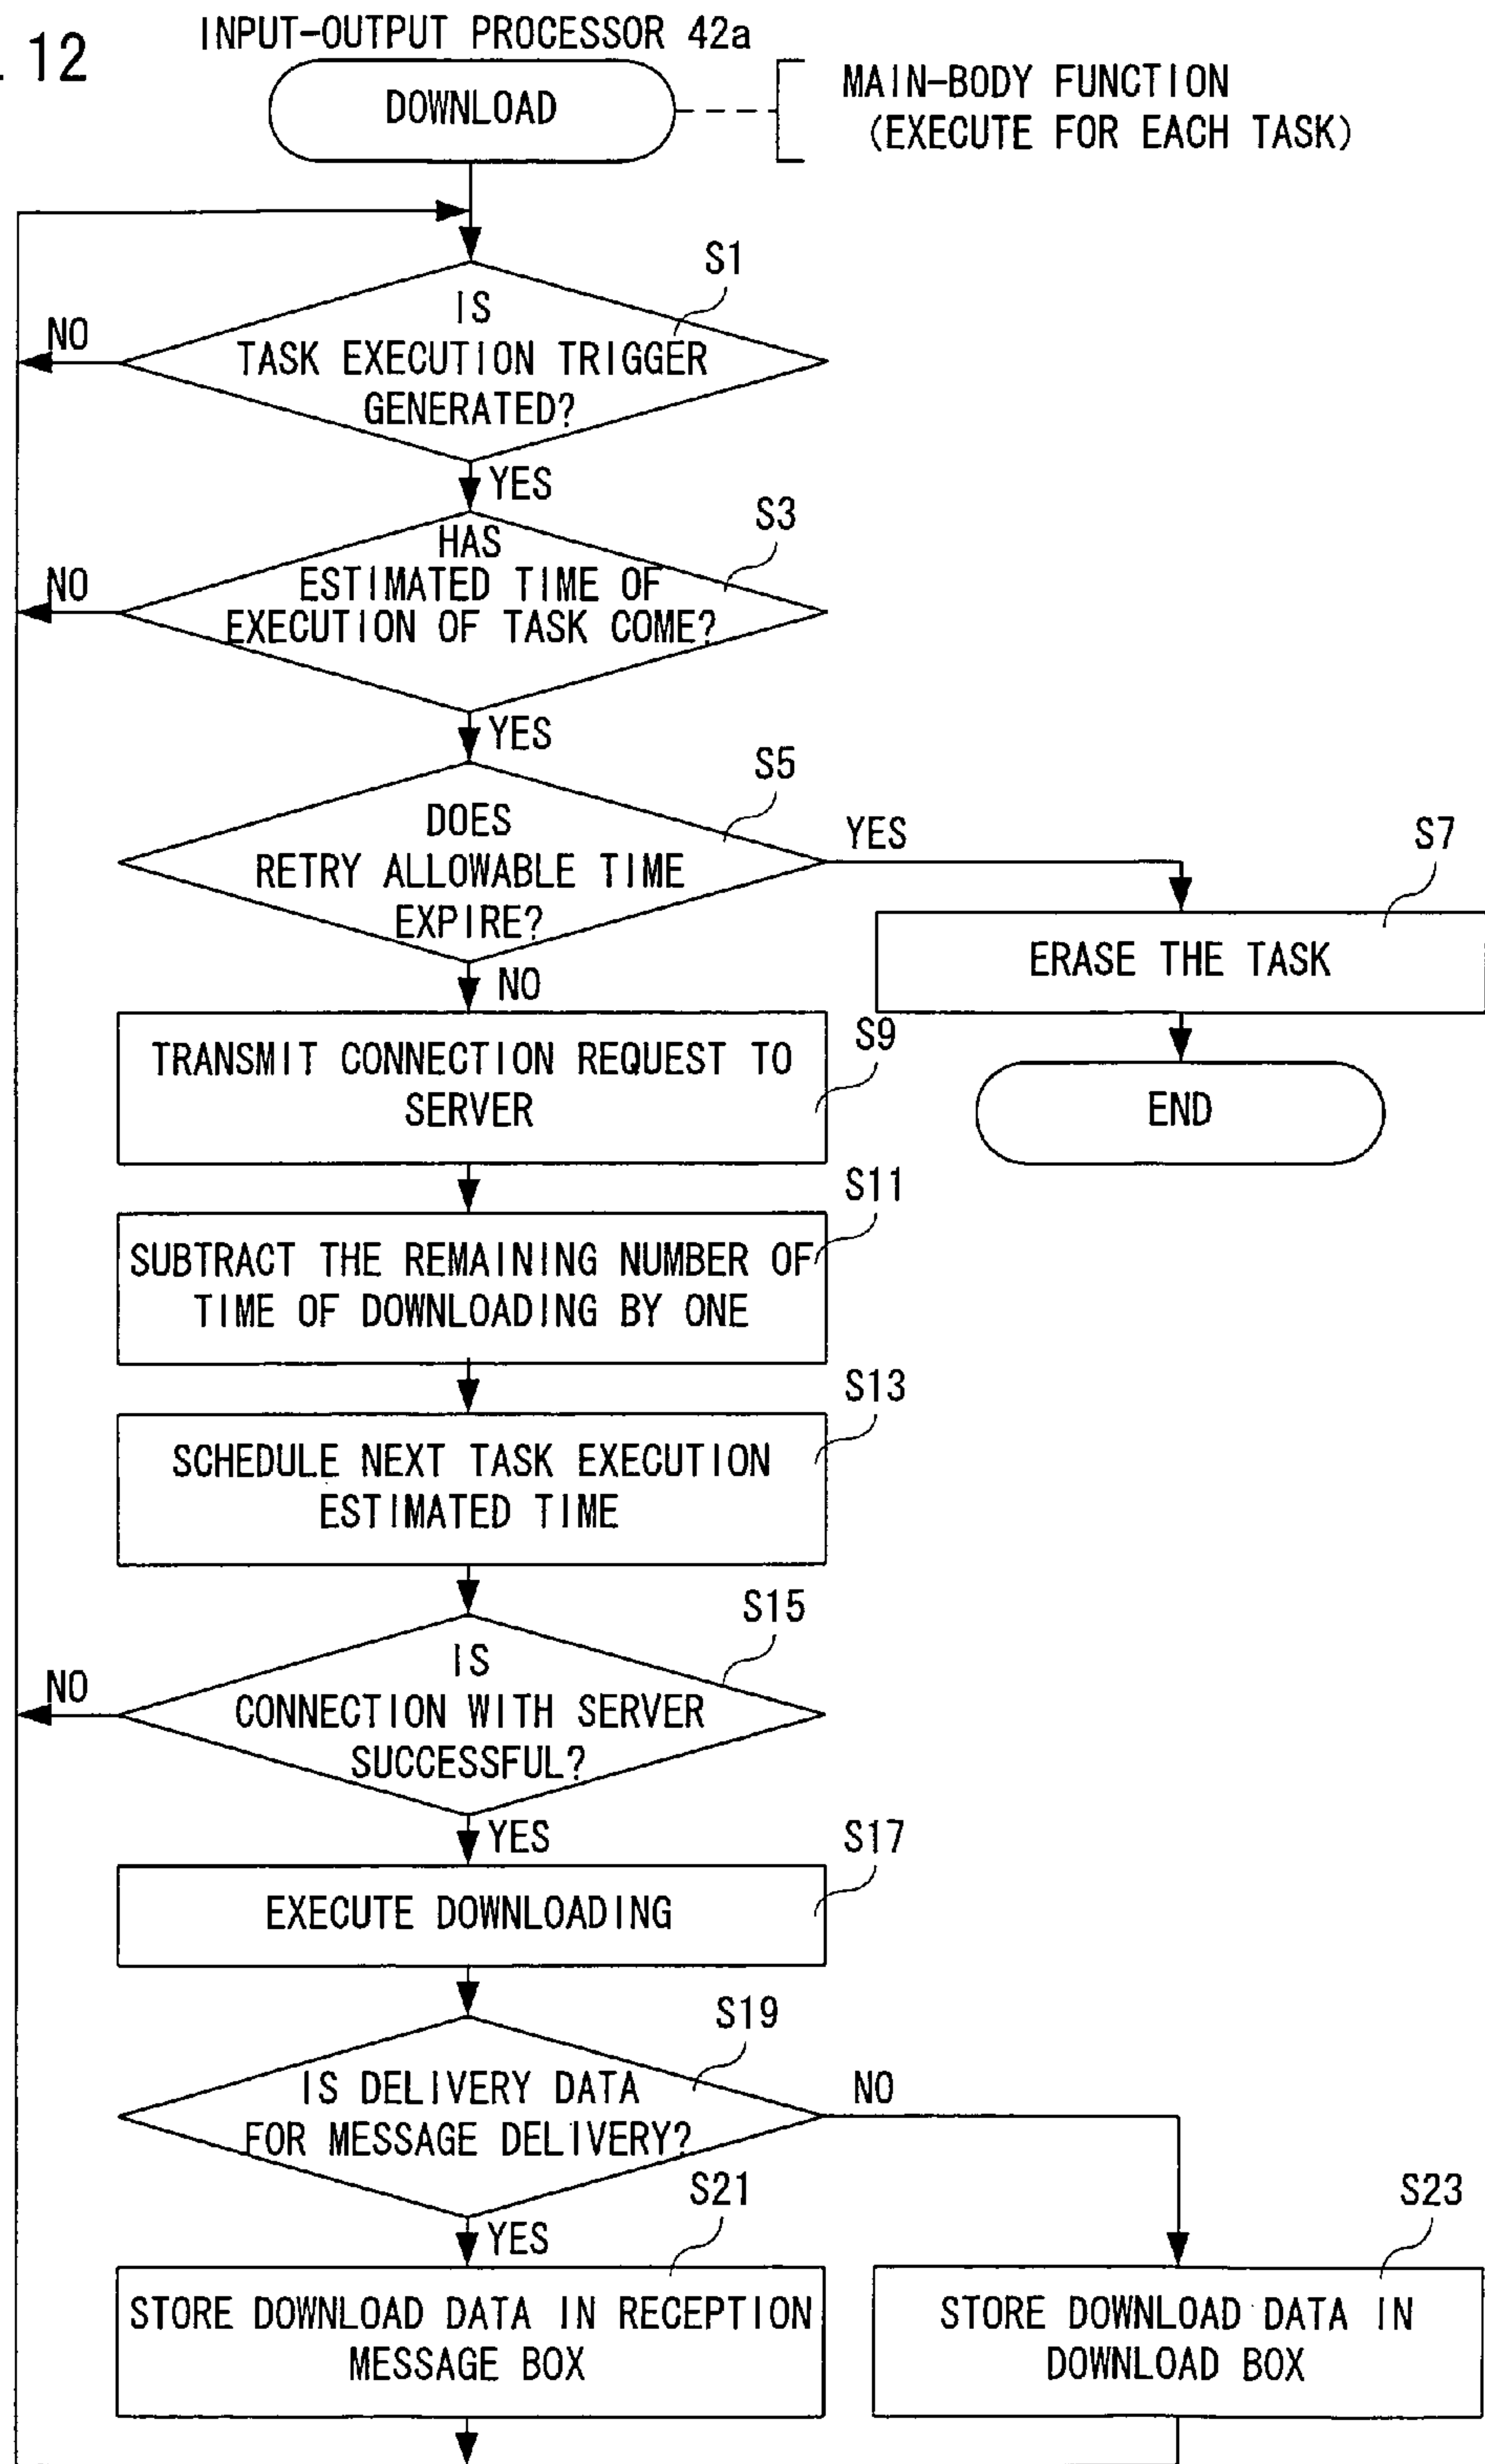 . 12
INPUT-OUTPUT PROCESSOR 42a
DOWNLOAD
MAIN-BODY FUNCTION
(EXECUTE FOR EACH TASK)
S1
IS
TASK EXECUTION TRIGGER
GENERATED?
NO
YES
S3
HAS
ESTIMATED TIME OF
EXECUTION OF TASK COME?
NO
YES
S5
DOES
RETRY ALLOWABLE TIME
EXPIRE?
YES
NO
S7
ERASE THE TASK
END
S9
TRANSMIT CONNECTION REQUEST TO
SERVER
S11
SUBTRACT THE REMAINING NUMBER OF
TIME OF DOWNLOADING BY ONE
S13
SCHEDULE NEXT TASK EXECUTION
ESTIMATED TIME
S15
IS
CONNECTION WITH SERVER
SUCCESSFUL?
NO
YES
S17
EXECUTE DOWNLOADING
S19
IS DELIVERY DATA
FOR MESSAGE DELIVERY?
NO
YES
S21
STORE DOWNLOAD DATA IN RECEPTION
MESSAGE BOX
S23
STORE DOWNLOAD DATA IN
DOWNLOAD BOX